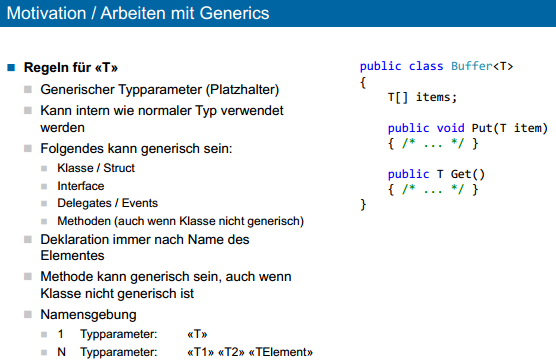 Motivation / Arbeiten mit Generics
Regeln für «T»
Generischer Typparameter (Platzhalter)
Kann intern wie normaler Typ verwendet
werden
Folgendes kann generisch sein:
Klasse / Struct
Interface
Delegates / Events
Methoden (auch wenn Klasse nicht generisch)
Deklaration immer nach Name des
Elementes
Methode kann generisch sein, auch wenn
Klasse nicht generisch ist
Namensgebung
1 Typparameter: «T»
N Typparameter: «T1» «T2» «TElement»
public class Buffer<T>
{
T[] items;
public void Put(T item)
{ /* ... */ }
public T Get()
{ /* ... */ }
}